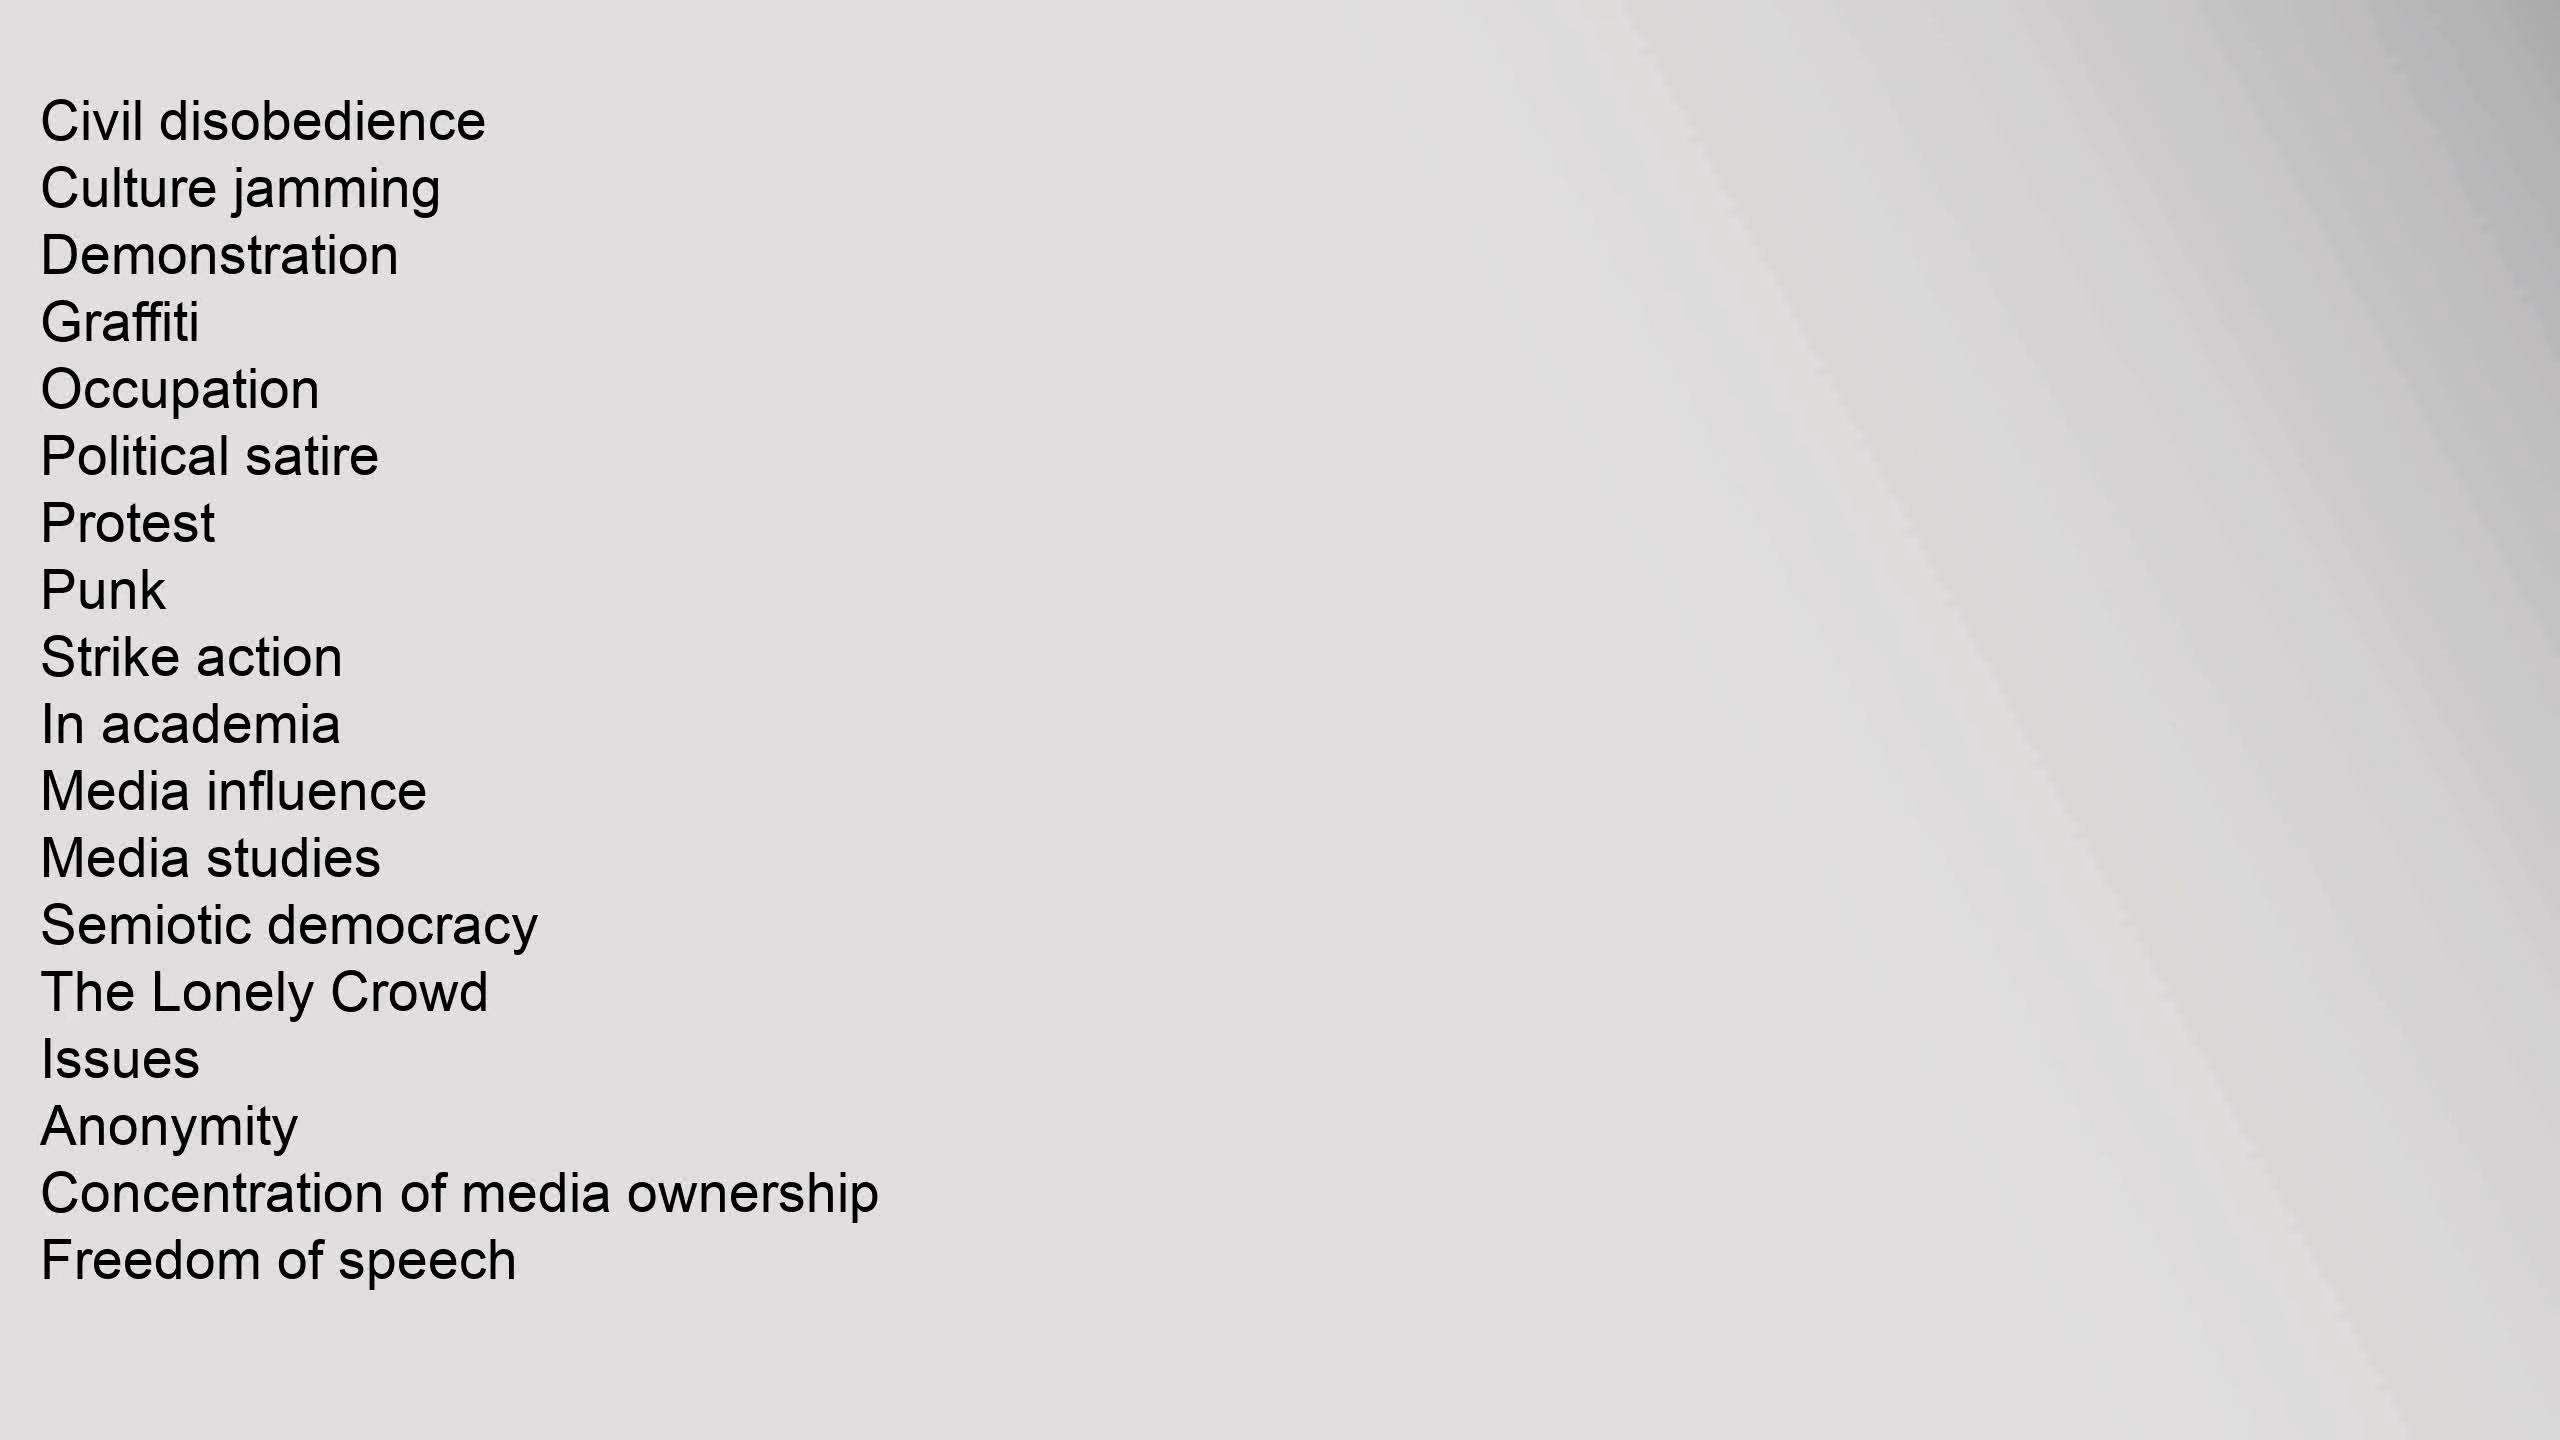 Civil disobedience
Culture jamming
Demonstration
Graffiti
Occupation
Political satire
Protest
Punk
Strike action
In academia
Media influence
Media studies
Semiotic democracy
The Lonely Crowd
Issues
Anonymity
Concentration of media ownership
Freedom of speech